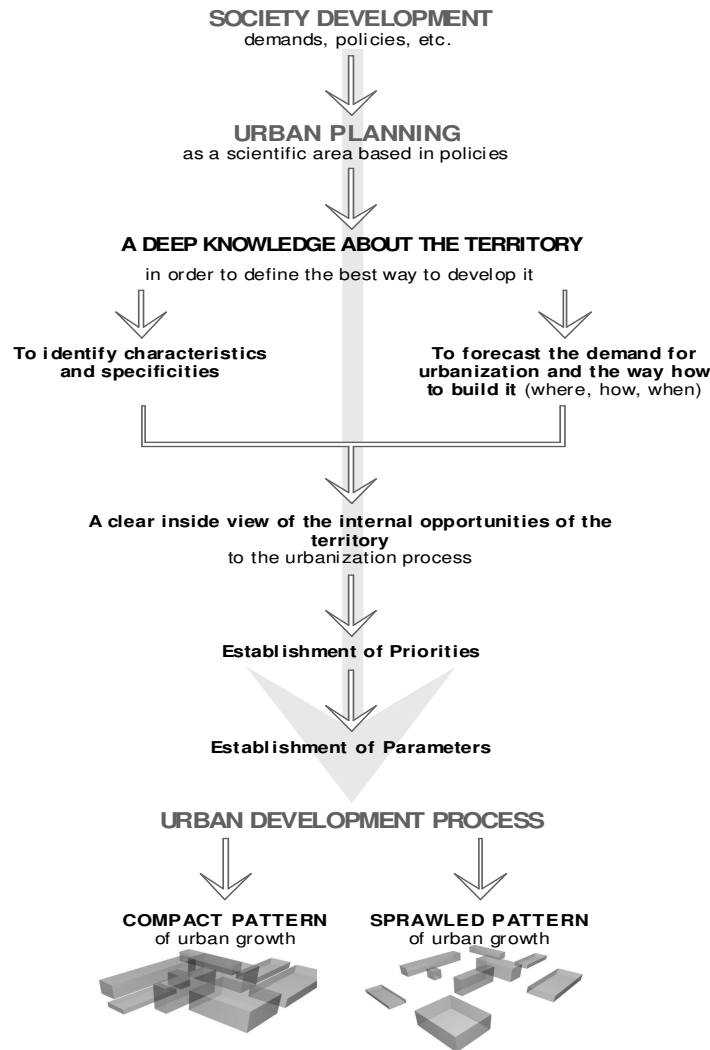 SOCIETY DEVELOPMENT
demands, policies, etc.
URBAN PLANNING
as a scientific area based in policies
A DEEP KNOWLEDGE ABOUT THE TERRITORY
in order to define the best way to develop it
To identify characteristics
and specificities
To forecast the demand for
urbanization and the way how
to build it (where, how, when)
A clear inside view of the internal opportunities of the
territory
to the urbanization process
Establishment of Priorities
Establishment of Parameters
URBAN DEVELOPMENT PROCESS
COMPACT PATTERN
of urban growth
SPRAWLED PATTERN
of urban growth